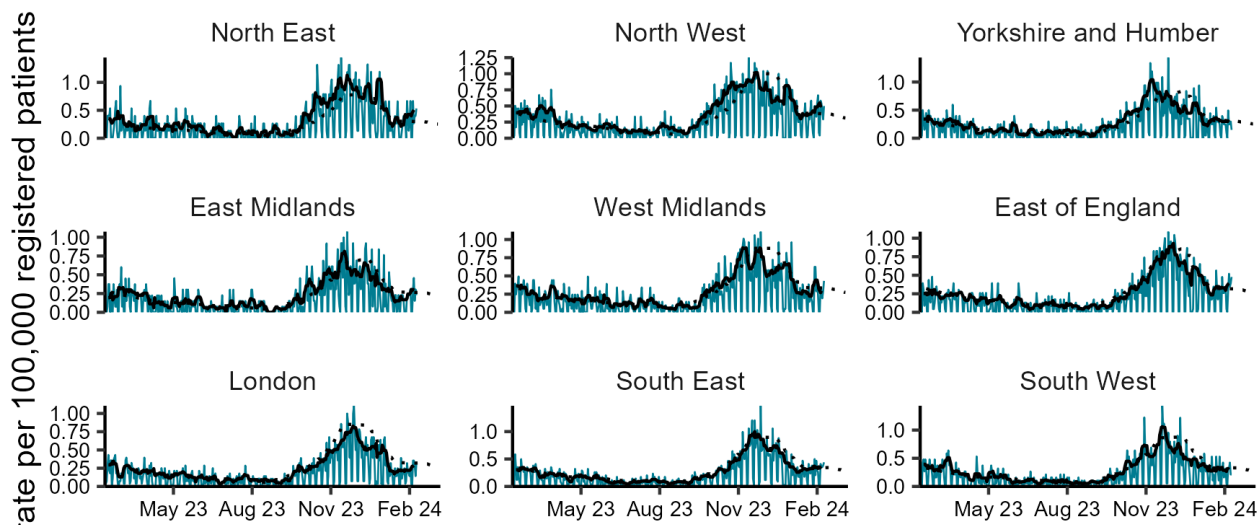 rate per 100,000 registered patients
North East
North West
Yorkshire and Humber
1.0
0.5
0.0
1.25
1.00
0.75
0.50
0.25
0.00
1.0
0.5
0.0
East Midlands
West Midlands
East of England
1.00
0.75
0.50
0.25
0.00
1.00
0.75
0.50
0.25
0.00
1.00
0.75
0.50
0.25
0.00
London
South East
South West
1.00
0.75
0.50
0.25
0.00
1.0
0.5
0.0
1.0
0.5
0.0
May 23 Aug 23 Nov 23 Feb 24
May 23 Aug 23 Nov 23 Feb 24
May 23 Aug 23 Nov 23 Feb 24